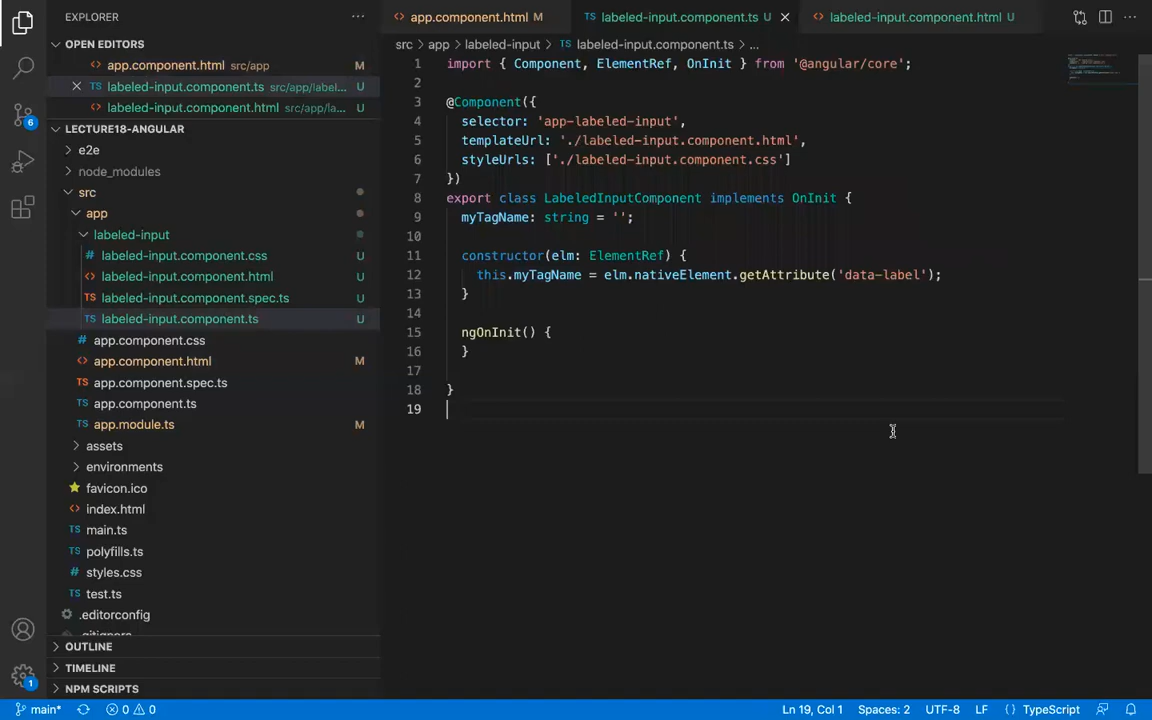 EXPLORER
OPEN EDITORS
app.component.html src/app M
labeled-input.component.ts src/app/label... U
labeled-input.component.html src/app/la... U
LECTURE18-ANGULAR
e2e
node_modules
src
app
labeled-input
labeled-input.component.css U
labeled-input.component.html U
labeled-input.component.spec.ts U
labeled-input.component.ts U
app.component.css
app.component.html M
app.component.spec.ts
app.component.ts
app.module.ts M
assets
environments
favicon.ico
index.html
main.ts
polyfills.ts
styles.css
test.ts
.editorconfig
.gitignore
OUTLINE
TIMELINE
NPM SCRIPTS
6
1
app.component.html M
TS labeled-input.component.ts U
labeled-input.component.html U
src > app > labeled-input > TS labeled-input.component.ts > ...
1 import { Component, ElementRef, OnInit } from '@angular/core';
2
3 @Component({
4 selector: 'app-labeled-input',
5 templateUrl: './labeled-input.component.html',
6 styleUrls: ['./labeled-input.component.css']
7 })
8 export class LabeledInputComponent implements OnInit {
9 myTagName: string = '';
10
11 constructor(elm: ElementRef) {
12 this.myTagName = elm.nativeElement.getAttribute('data-label');
13 }
14
15 ngOnInit() {
16 }
17
18 }
19
main* 0 0 Ln 19, Col 1 Spaces: 2 UTF-8 LF {} TypeScript